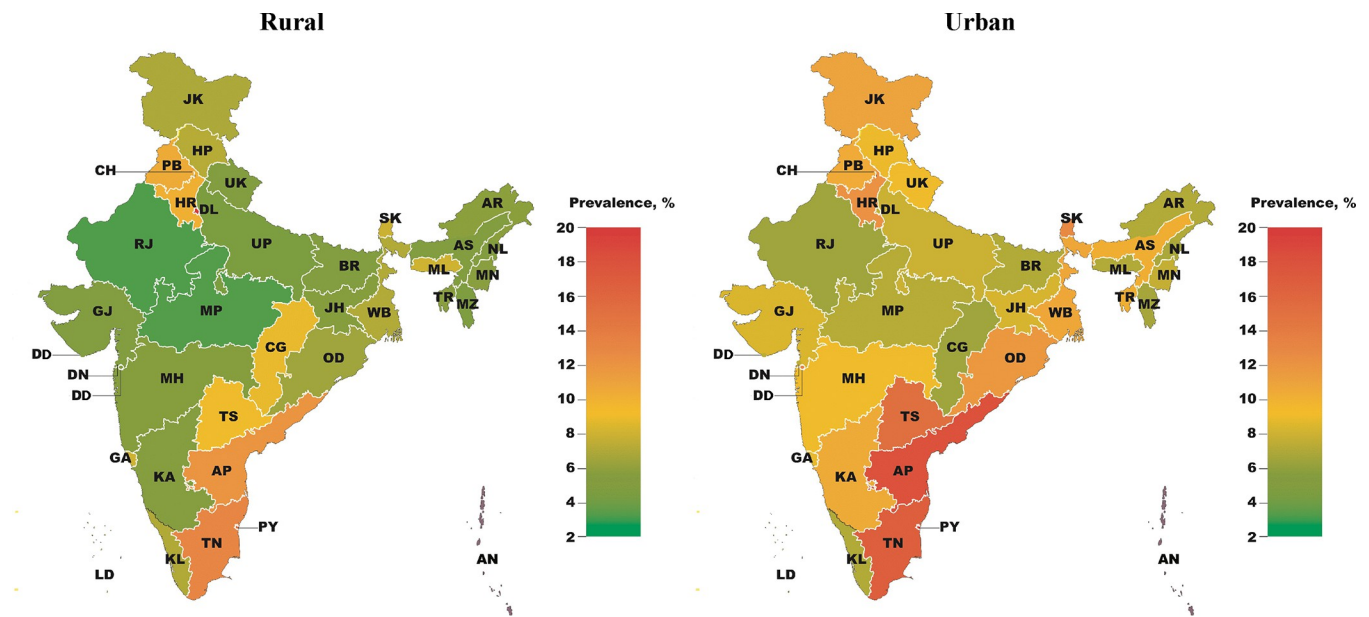 Rural
Urban
JK
HP
PB
CH
UK
HR
DL
RJ
UP
SK
AR
AS
NL
ML
MN
BR
TR
MZ
GJ
MP
JH
WB
CG
OD
DD
DN
DD
MH
TS
GA
KA
AP
PY
TN
KL
LD
AN
Prevalence, %
20
18
16
14
12
10
8
6
4
2
JK
HP
PB
CH
UK
HR
DL
RJ
UP
SK
AR
AS
NL
ML
MN
BR
TR
MZ
GJ
MP
JH
WB
CG
OD
DD
DN
DD
MH
TS
GA
KA
AP
PY
TN
KL
LD
AN
Prevalence, %
20
18
16
14
12
10
8
6
4
2